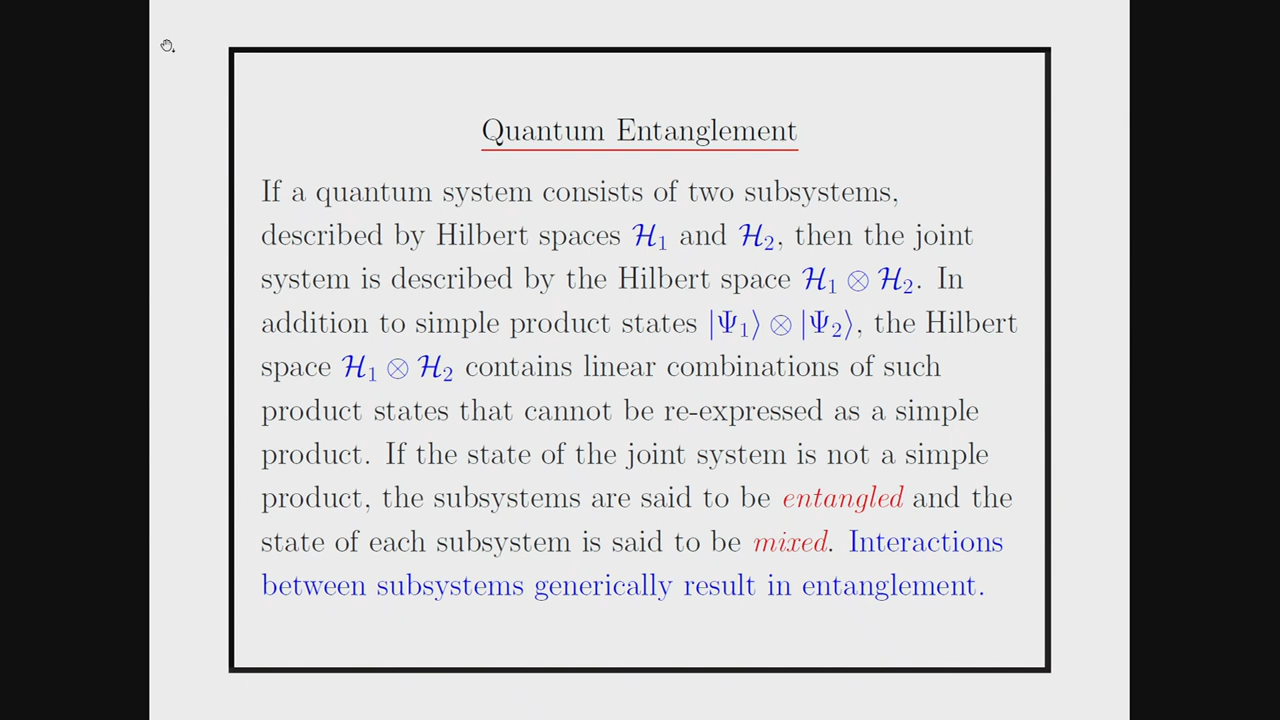 Quantum Entanglement
If a quantum system consists of two subsystems,
described by Hilbert spaces ℋ₁ and ℋ₂, then the joint
system is described by the Hilbert space ℋ₁ ⊗ ℋ₂. In
addition to simple product states |Ψ₁⟩ ⊗ |Ψ₂⟩, the Hilbert
space ℋ₁ ⊗ ℋ₂ contains linear combinations of such
product states that cannot be re-expressed as a simple
product. If the state of the joint system is not a simple
product, the subsystems are said to be entangled and the
state of each subsystem is said to be mixed. Interactions
between subsystems generically result in entanglement.